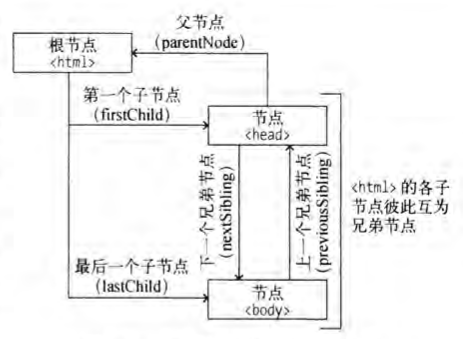 父节点
(parentNode)
根节点
<html>
第一个子节点
(firstChild)
节点
<head>
下一个兄弟节点
(nextSibling)
上一个兄弟节点
(previousSibling)
<html> 的各子
节点彼此互为
兄弟节点
最后一个子节点
(lastChild)
节点
<body>